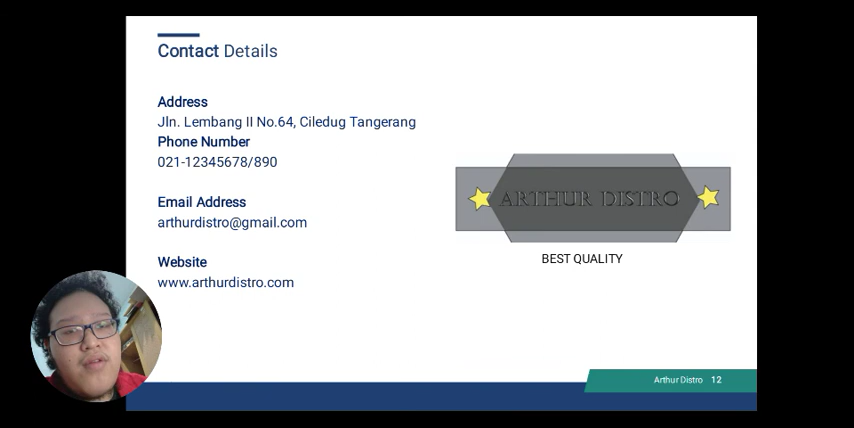 Contact Details
Address
Jln. Lembang II No.64, Ciledug Tangerang
Phone Number
021-12345678/890
Email Address
arthurdistro@gmail.com
Website
www.arthurdistro.com
ARTHUR DISTRO
BEST QUALITY
Arthur Distro 12